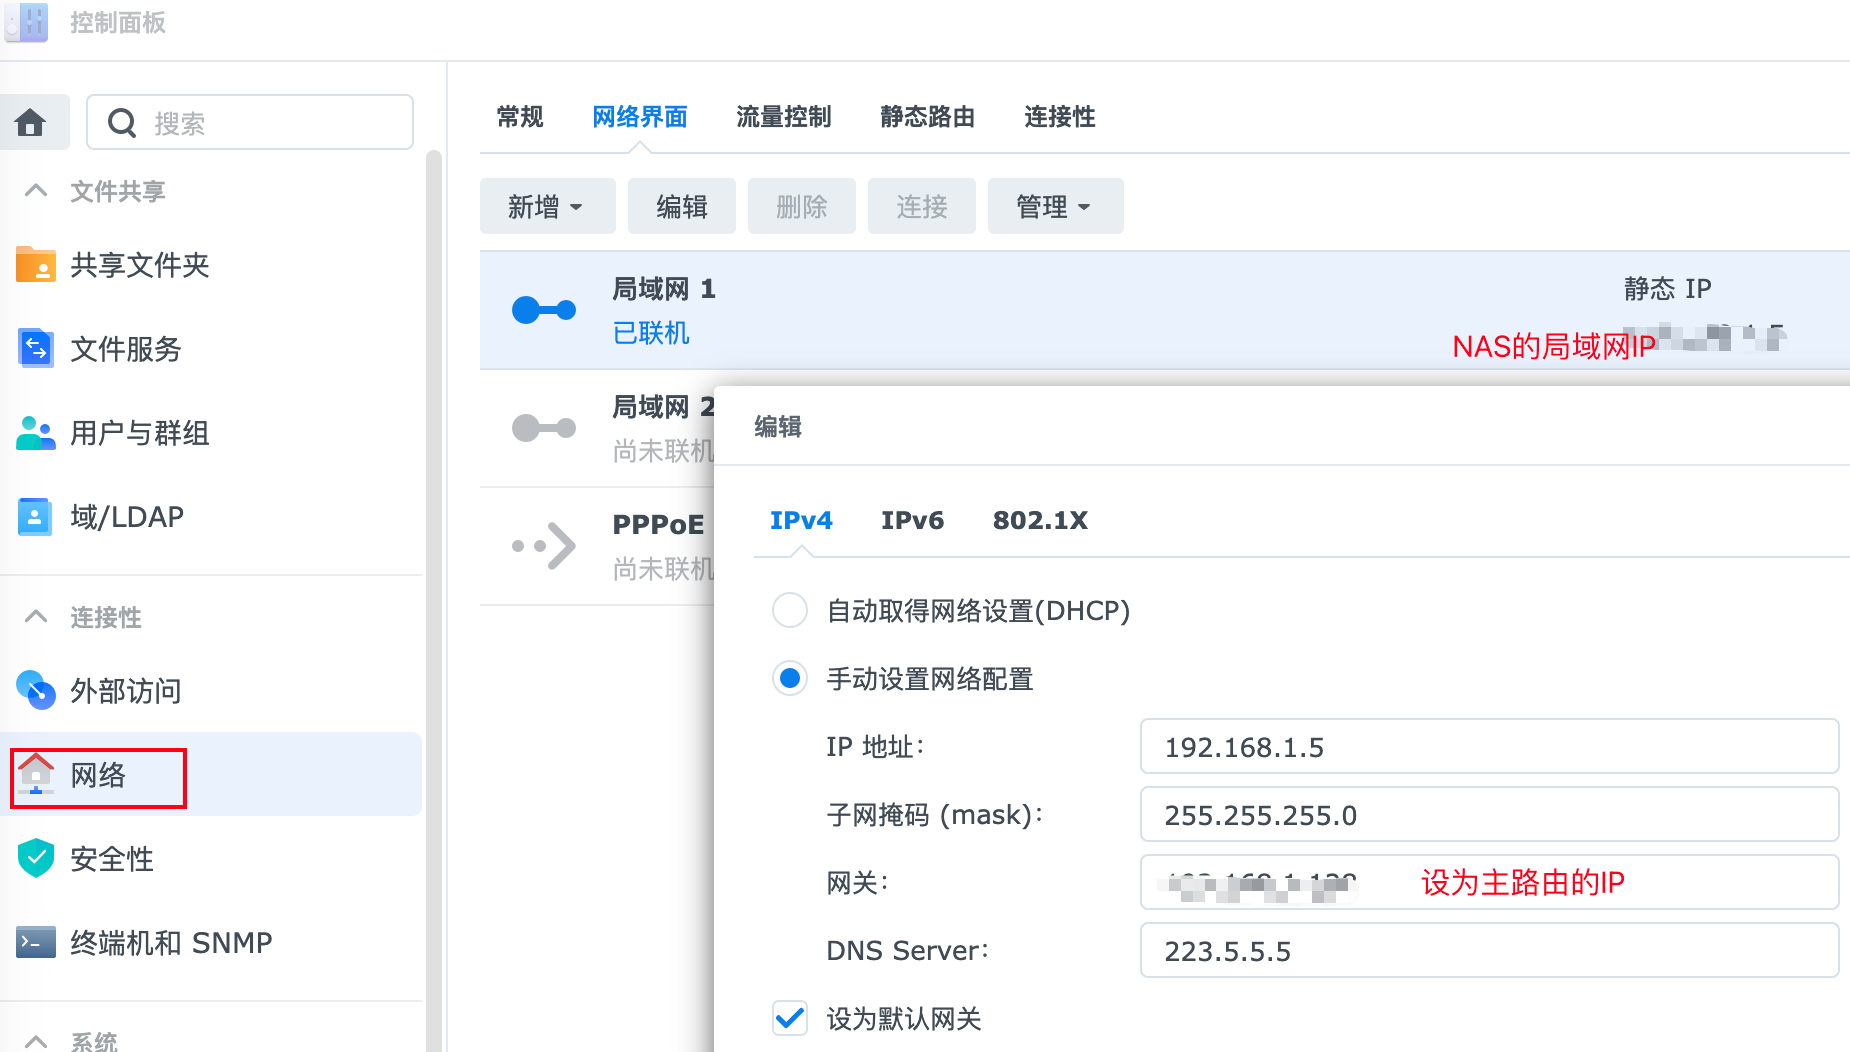 控制面板
搜索
文件共享
共享文件夹
文件服务
用户与群组
域/LDAP
连接性
外部访问
网络
安全性
终端机和 SNMP
系统
常规 网络界面 流量控制 静态路由 连接性
新增 编辑 删除 连接 管理
局域网 1
已联机
静态 IP
NAS的局域网IP
局域网 2
尚未联机
PPPoE
尚未联机
编辑
IPv4 IPv6 802.1X
自动取得网络设置(DHCP)
手动设置网络配置
IP 地址: 192.168.1.5
子网掩码 (mask): 255.255.255.0
网关: 设为主路由的IP
DNS Server: 223.5.5.5
设为默认网关